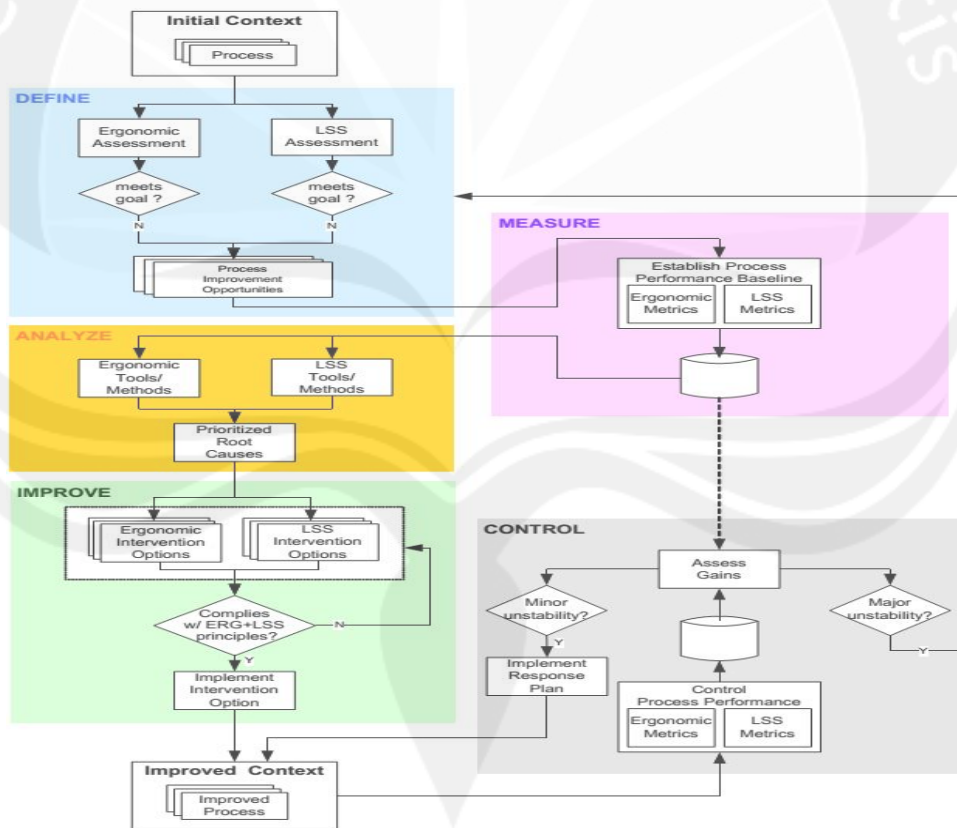 Initial Context
Process
DEFINE
Ergonomic
Assessment
LSS
Assessment
meets
goal ?
meets
goal ?
N
N
Process
Improvement
Opportunities
MEASURE
Establish Process
Performance Baseline
Ergonomic
Metrics
LSS
Metrics
ANALYZE
Ergonomic
Tools/
Methods
LSS
Tools/
Methods
Prioritized
Root
Causes
IMPROVE
Ergonomic
Intervention
Options
LSS
Intervention
Options
Complies
w/ ERG+LSS
principles?
N
Y
Implement
Intervention
Option
CONTROL
Assess
Gains
Minor
unstability?
Major
unstability?
Y
Y
Implement
Response
Plan
Control
Process Performance
Ergonomic
Metrics
LSS
Metrics
Improved Context
Improved
Process